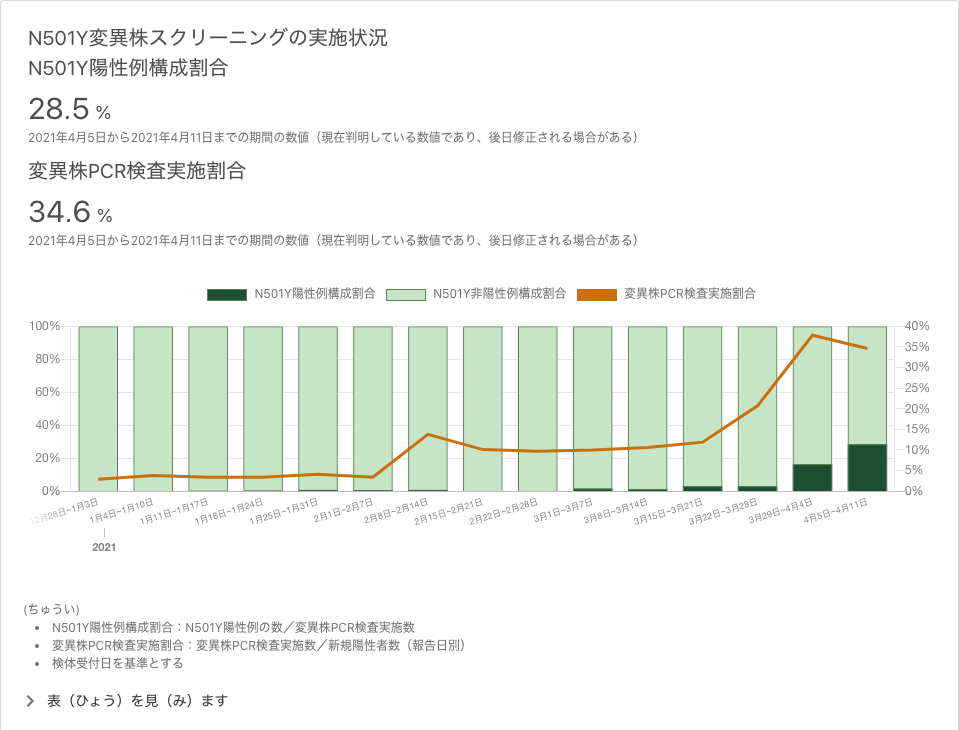 N501Y変異株スクリーニングの実施状況
N501Y陽性例構成割合
28.5 %
2021年4月5日から2021年4月11日までの期間の数値（現在判明している数値であり、後日修正される場合がある）
変異株PCR検査実施割合
34.6 %
2021年4月5日から2021年4月11日までの期間の数値（現在判明している数値であり、後日修正される場合がある）
N501Y陽性例構成割合 N501Y非陽性例構成割合 変異株PCR検査実施割合
100% 40%
35%
80%
30%
60% 25%
20%
40% 15%
10%
20%
5%
0% 0%
12月28日~1月3日 1月4日~1月10日 1月11日~1月17日 1月18日~1月24日 1月25日~1月31日 2月1日~2月7日 2月8日~2月14日 2月15日~2月21日 2月22日~2月28日 3月1日~3月7日 3月8日~3月14日 3月15日~3月21日 3月22日~3月28日 3月29日~4月4日 4月5日~4月11日
2021
(ちゅうい)
• N501Y陽性例構成割合：N501Y陽性例の数／変異株PCR検査実施数
• 変異株PCR検査実施割合：変異株PCR検査実施数／新規陽性者数（報告日別）
• 検体受付日を基準とする
表（ひょう）を見（み）ます